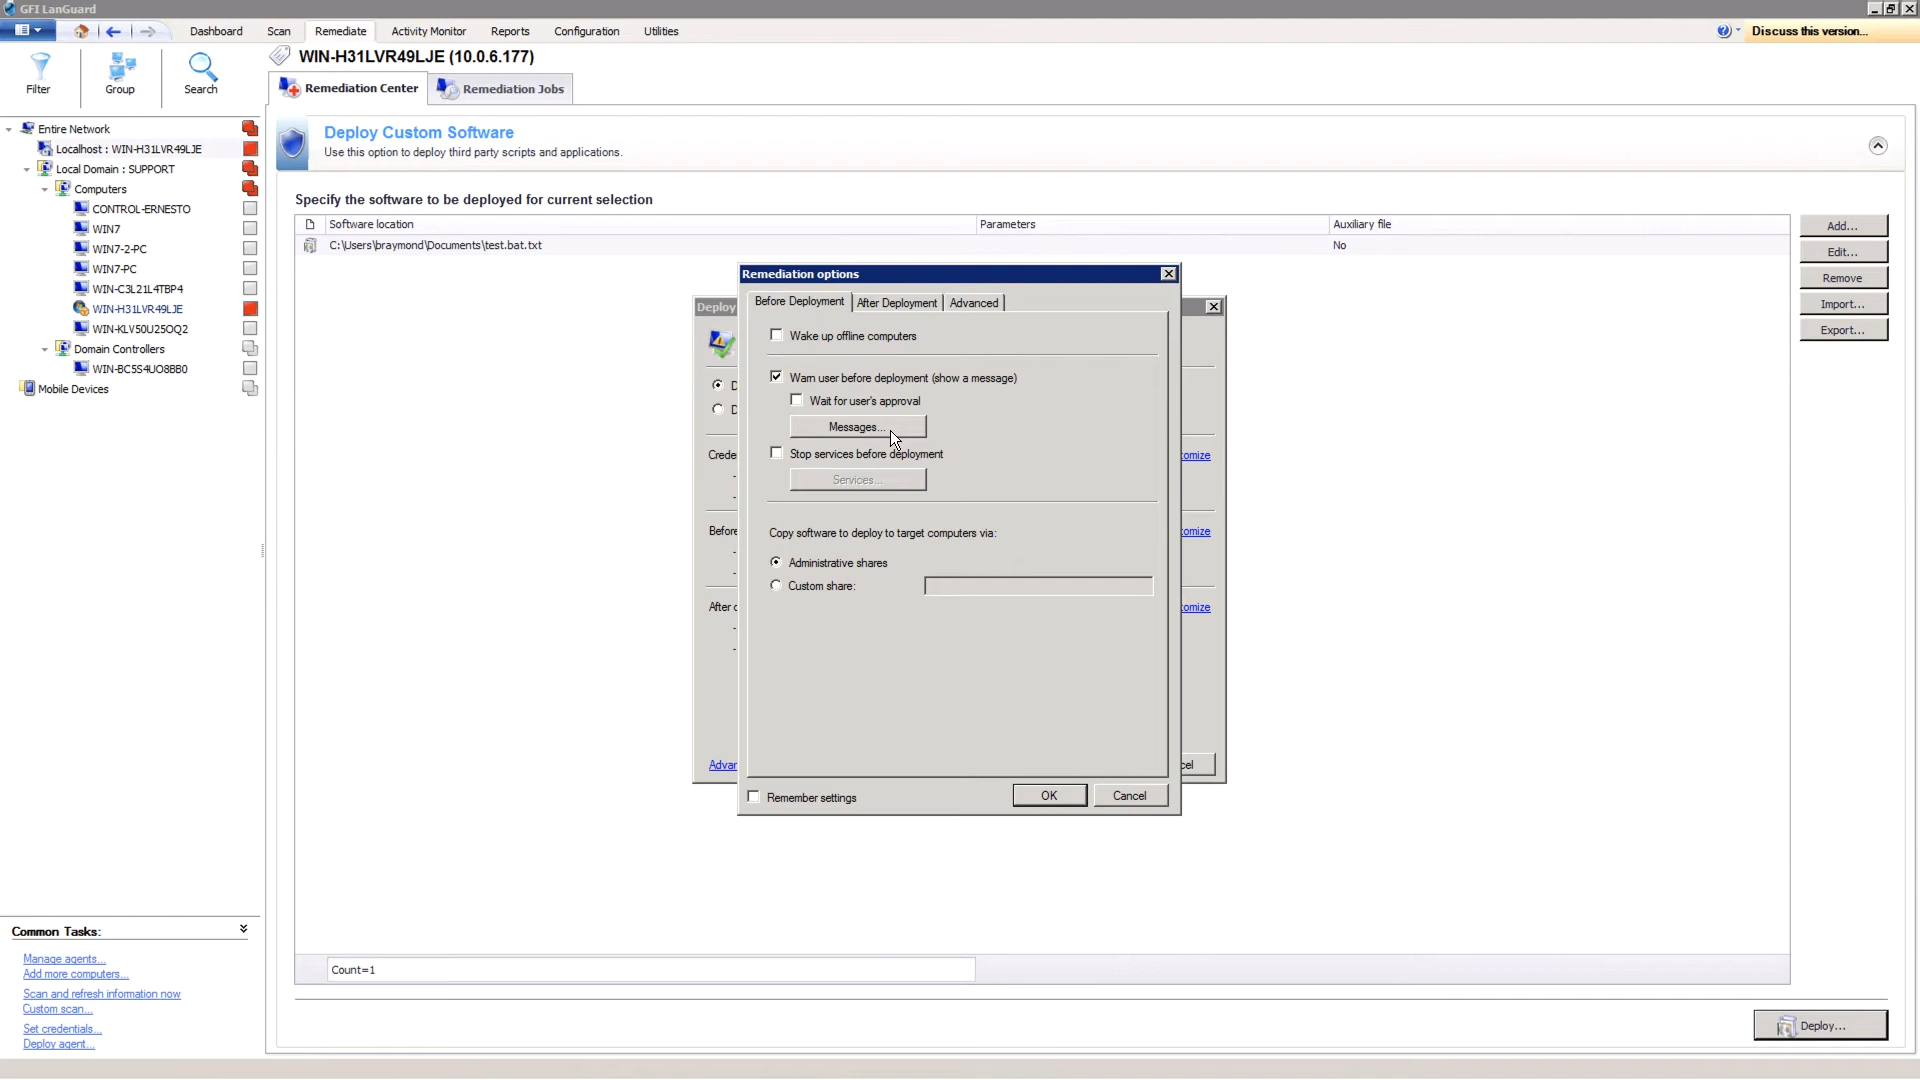 GFI LanGuard
Dashboard
Scan
Remediate
Activity Monitor
Reports
Configuration
Utilities
Discuss this version...
Filter
Group
Search
WIN-H31LVR49LJE (10.0.6.177)
Remediation Center
Remediation Jobs
Entire Network
Localhost : WIN-H31LVR49LJE
Local Domain : SUPPORT
Computers
CONTROL-ERNESTO
WIN7
WIN7-2-PC
WIN7-PC
WIN-C3L21L4TBP4
WIN-H31LVR49LJE
WIN-KLV50U25OQ2
Domain Controllers
WIN-BC5S4UO8BB0
Mobile Devices
Deploy Custom Software
Use this option to deploy third party scripts and applications.
Specify the software to be deployed for current selection
Software location
Parameters
Auxiliary file
C:\Users\braymond\Documents\test.bat.txt
No
Add...
Edit...
Remove
Import...
Export...
Deploy
D
D
Crede
omize
Before
omize
After d
omize
Advar
cel
Remediation options
Before Deployment
After Deployment
Advanced
Wake up offline computers
Warn user before deployment (show a message)
Wait for user's approval
Messages...
Stop services before deployment
Services...
Copy software to deploy to target computers via:
Administrative shares
Custom share:
Remember settings
OK
Cancel
Count=1
Deploy...
Common Tasks:
Manage agents...
Add more computers...
Scan and refresh information now
Custom scan...
Set credentials...
Deploy agent...